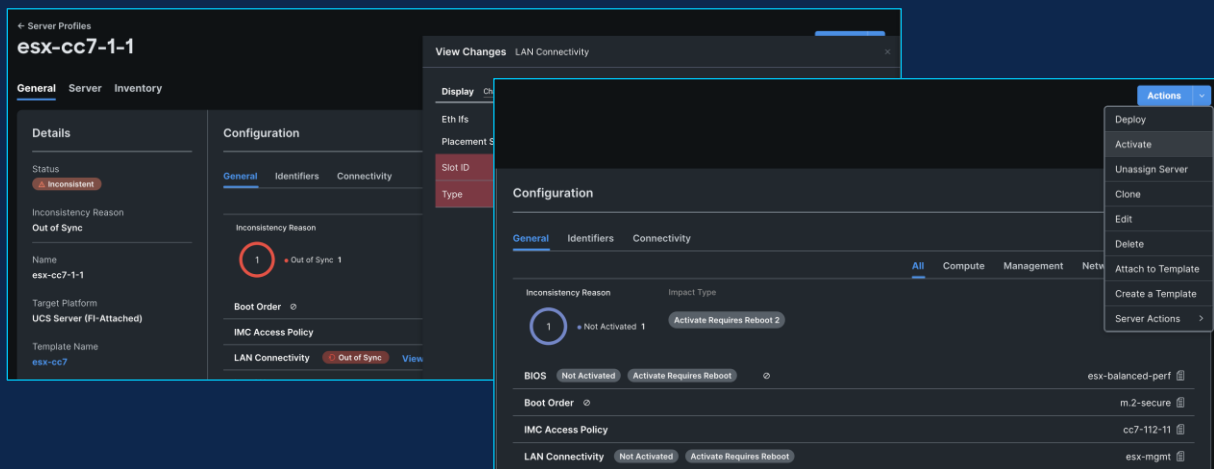 ← Server Profiles
esx-cc7-1-1
General Server Inventory
Details
Status
Inconsistent
Inconsistency Reason
Out of Sync
Name
esx-cc7-1-1
Target Platform
UCS Server (FI-Attached)
Template Name
esx-cc7
Configuration
General Identifiers Connectivity
Inconsistency Reason
1
Out of Sync 1
Boot Order
IMC Access Policy
LAN Connectivity Out of Sync View
View Changes LAN Connectivity
Display
Eth Ifs
Placement S
Slot ID
Type
Actions
Deploy
Activate
Unassign Server
Clone
Edit
Delete
Attach to Template
Create a Template
Server Actions >
Configuration
General Identifiers Connectivity
All Compute Management Netw
Inconsistency Reason Impact Type
1
Not Activated 1
Activate Requires Reboot 2
BIOS Not Activated Activate Requires Reboot esx-balanced-perf
Boot Order m.2-secure
IMC Access Policy cc7-112-11
LAN Connectivity Not Activated Activate Requires Reboot esx-mgmt